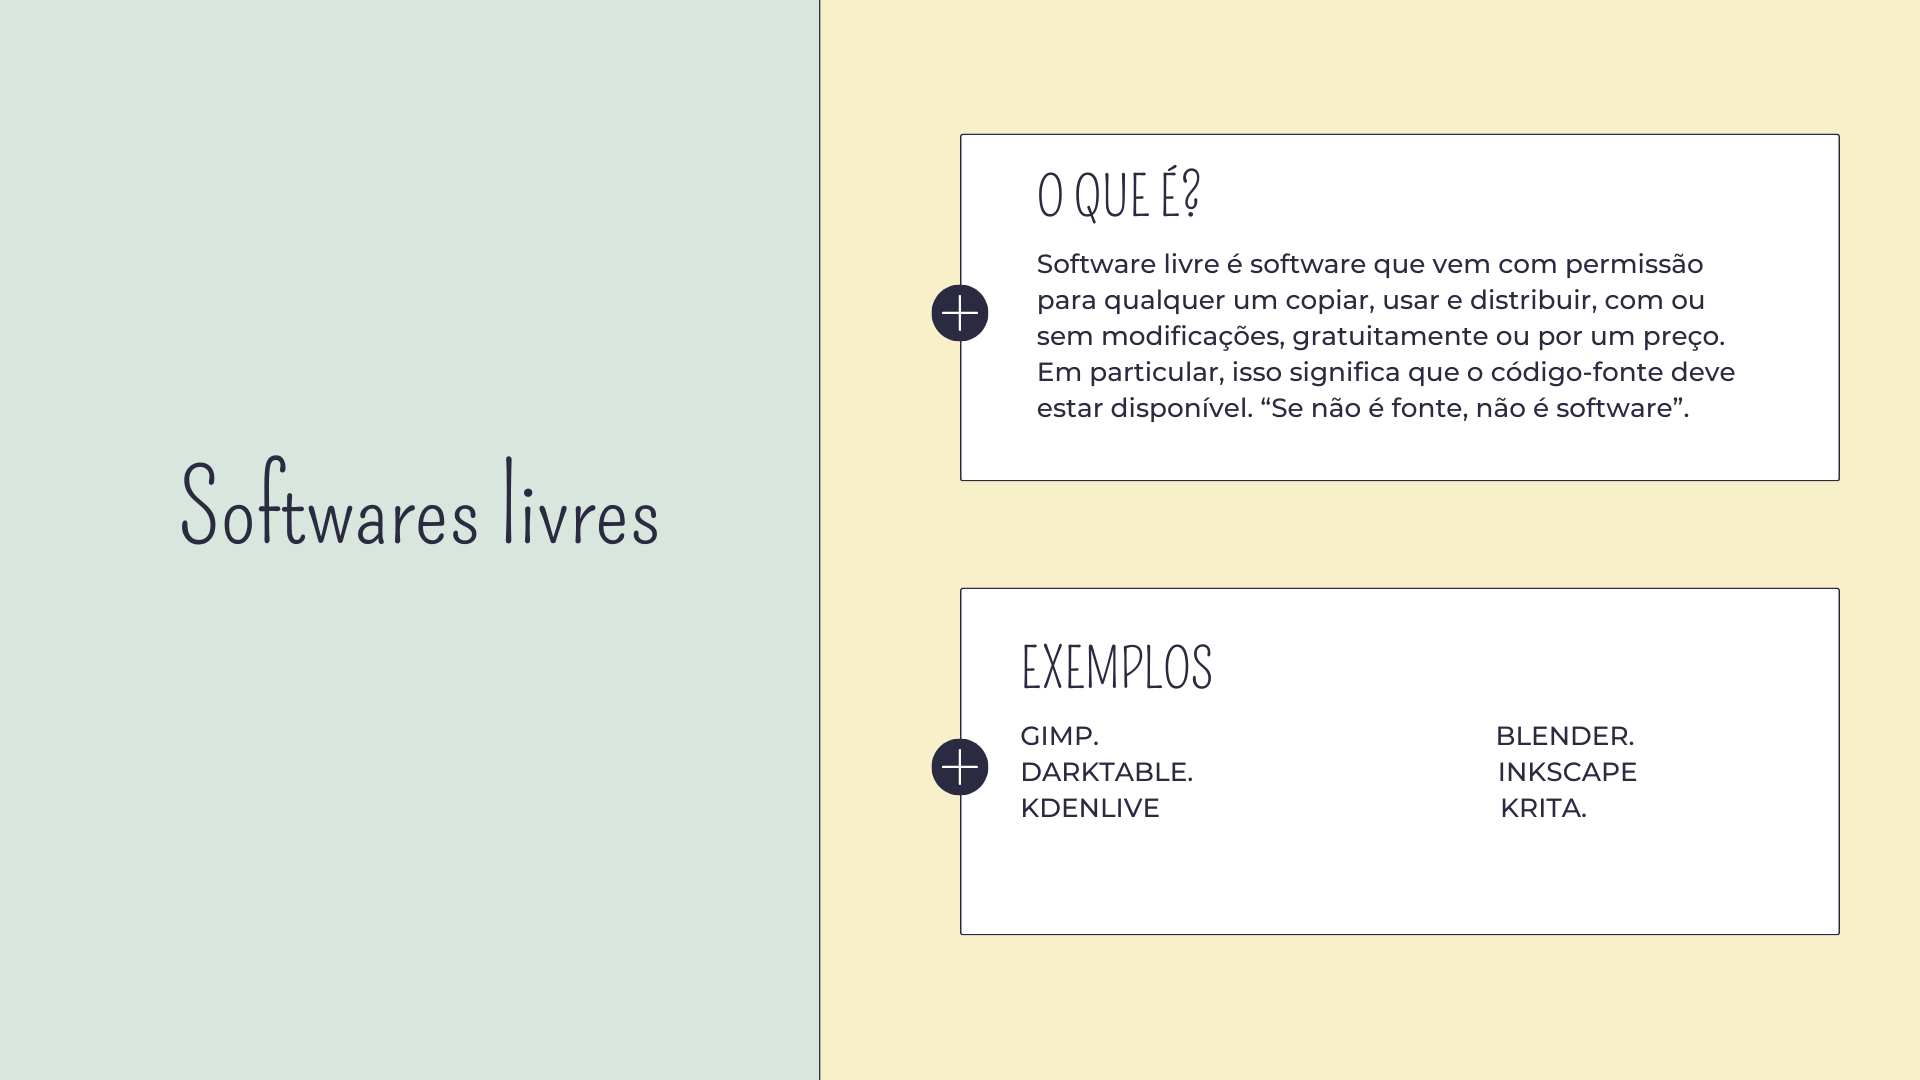 Softwares livres
O QUE É?
Software livre é software que vem com permissão
para qualquer um copiar, usar e distribuir, com ou
sem modificações, gratuitamente ou por um preço.
Em particular, isso significa que o código-fonte deve
estar disponível. “Se não é fonte, não é software”.
EXEMPLOS
GIMP. BLENDER.
DARKTABLE. INKSCAPE
KDENLIVE KRITA.